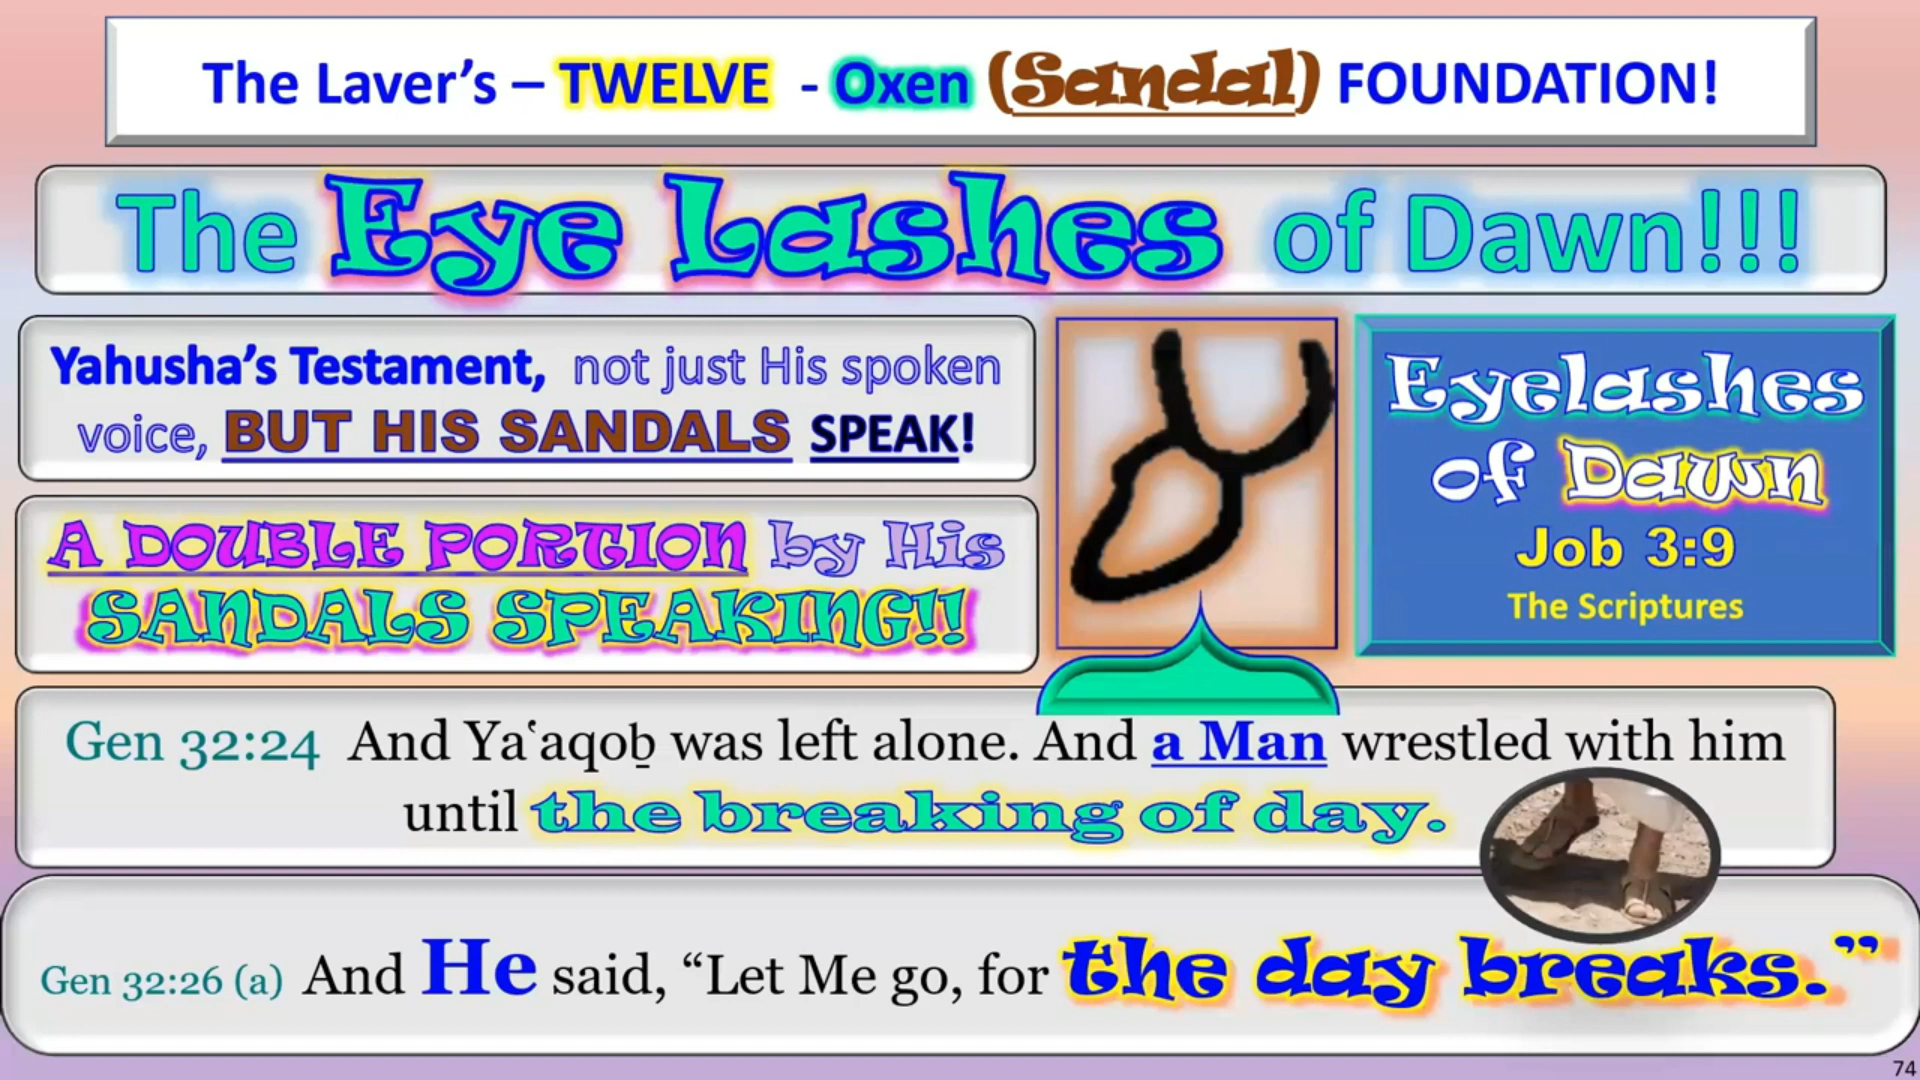 The Laver’s – TWELVE - Oxen (Sandal) FOUNDATION!
The Eye Lashes of Dawn!!!
Yahusha’s Testament, not just His spoken
voice, BUT HIS SANDALS SPEAK!
A DOUBLE PORTION by His
SANDALS SPEAKING!!
Eyelashes
of Dawn
Job 3:9
The Scriptures
Gen 32:24 And Yaʽaqoḇ was left alone. And a Man wrestled with him
until the breaking of day.
Gen 32:26 (a) And He said, “Let Me go, for the day breaks.”
74